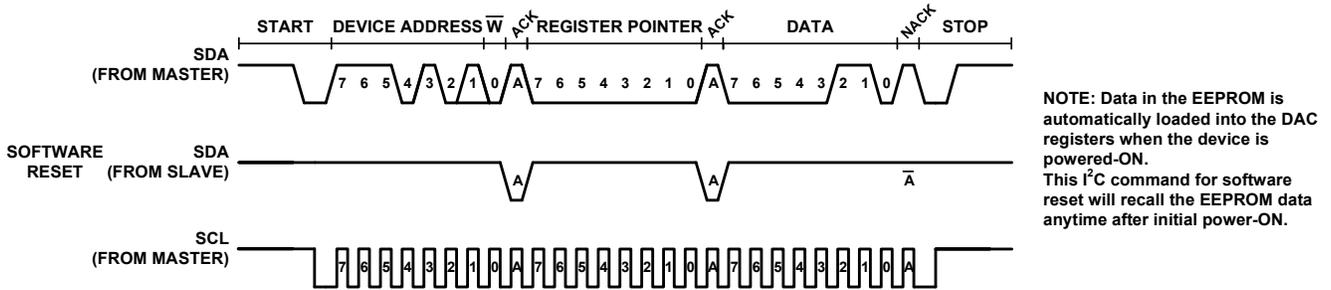 START DEVICE ADDRESS W̅ ACK REGISTER POINTER ACK DATA NACK STOP
SDA
(FROM MASTER)
7 6 5 4 3 2 1 0 A 7 6 5 4 3 2 1 0 A 7 6 5 4 3 2 1 0 A
SOFTWARE
RESET
SDA
(FROM SLAVE)
A A A̅
SCL
(FROM MASTER)
7 6 5 4 3 2 1 0 A 7 6 5 4 3 2 1 0 A 7 6 5 4 3 2 1 0 A
NOTE: Data in the EEPROM is
automatically loaded into the DAC
registers when the device is
powered-ON.
This I²C command for software
reset will recall the EEPROM data
anytime after initial power-ON.